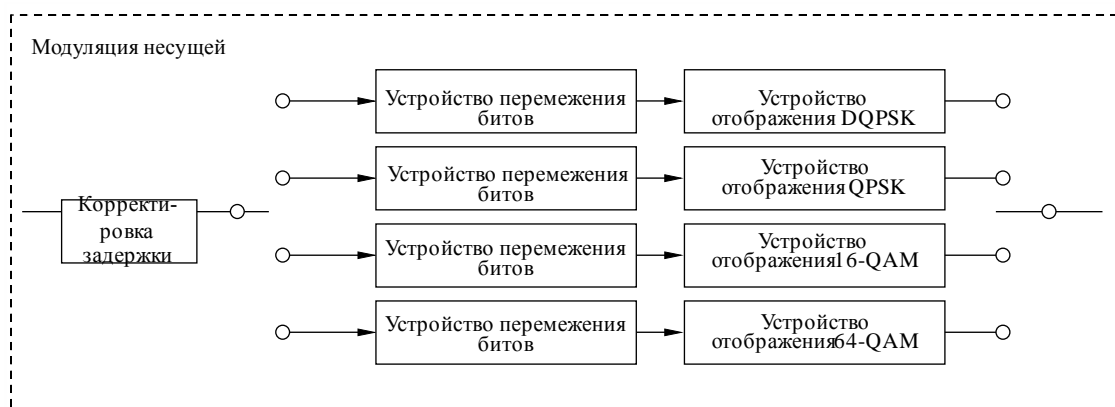 Модуляция несущей
Устройство перемежения
битов
Устройство
отображения DQPSK
Устройство перемежения
битов
Устройство
отображения QPSK
Корректи-
ровка
задержки
Устройство перемежения
битов
Устройство
отображения16-QAM
Устройство перемежения
битов
Устройство
отображения64-QAM